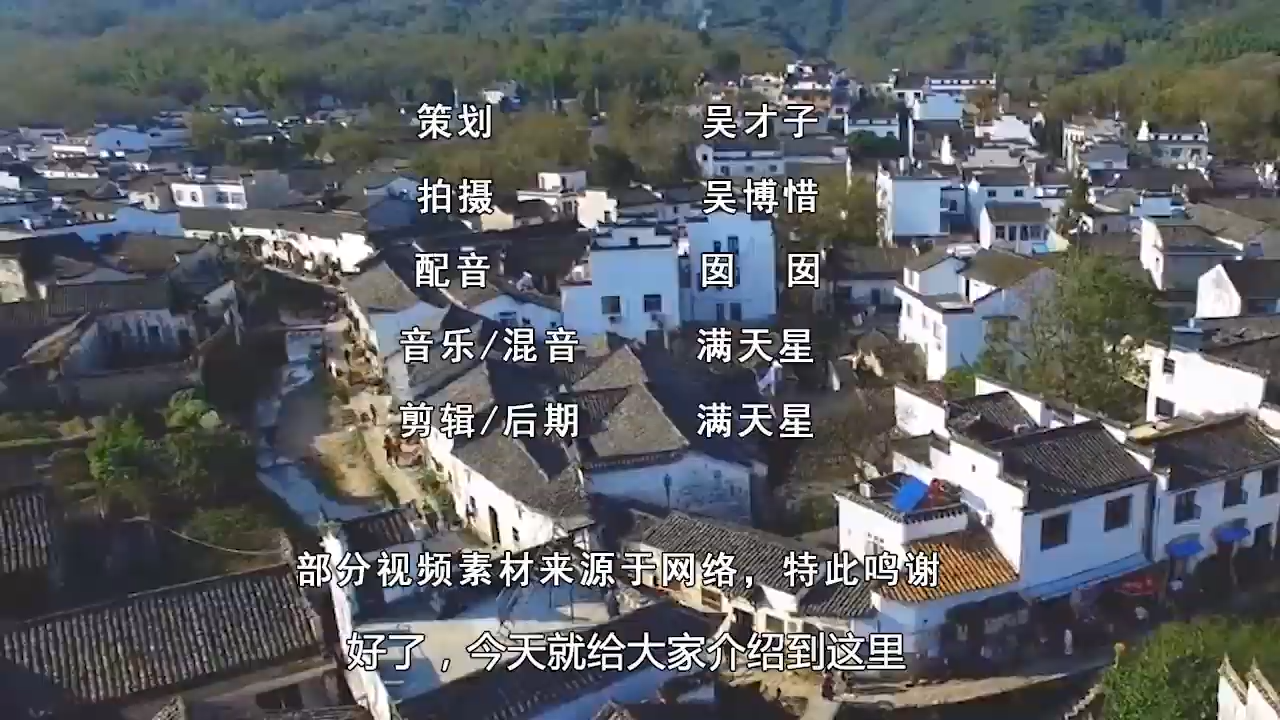 策划 吴才子
拍摄 吴博惜
配音 囡 囡
音乐/混音 满天星
剪辑/后期 满天星
部分视频素材来源于网络，特此鸣谢
好了，今天就给大家介绍到这里